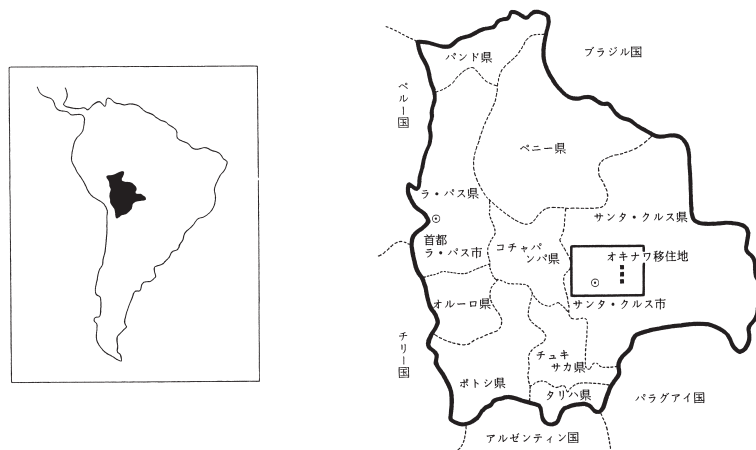 パンド県
ブラジル国
ペルー国
ベニー県
ラ・パス県
サンタ・クルス県
首都
ラ・パス市
コチャバ
ンバ県
オキナワ移住地
オルーロ県
サンタ・クルス市
チリー国
チュキ
サカ県
ポトシ県
タリハ県
パラグアイ国
アルゼンティン国